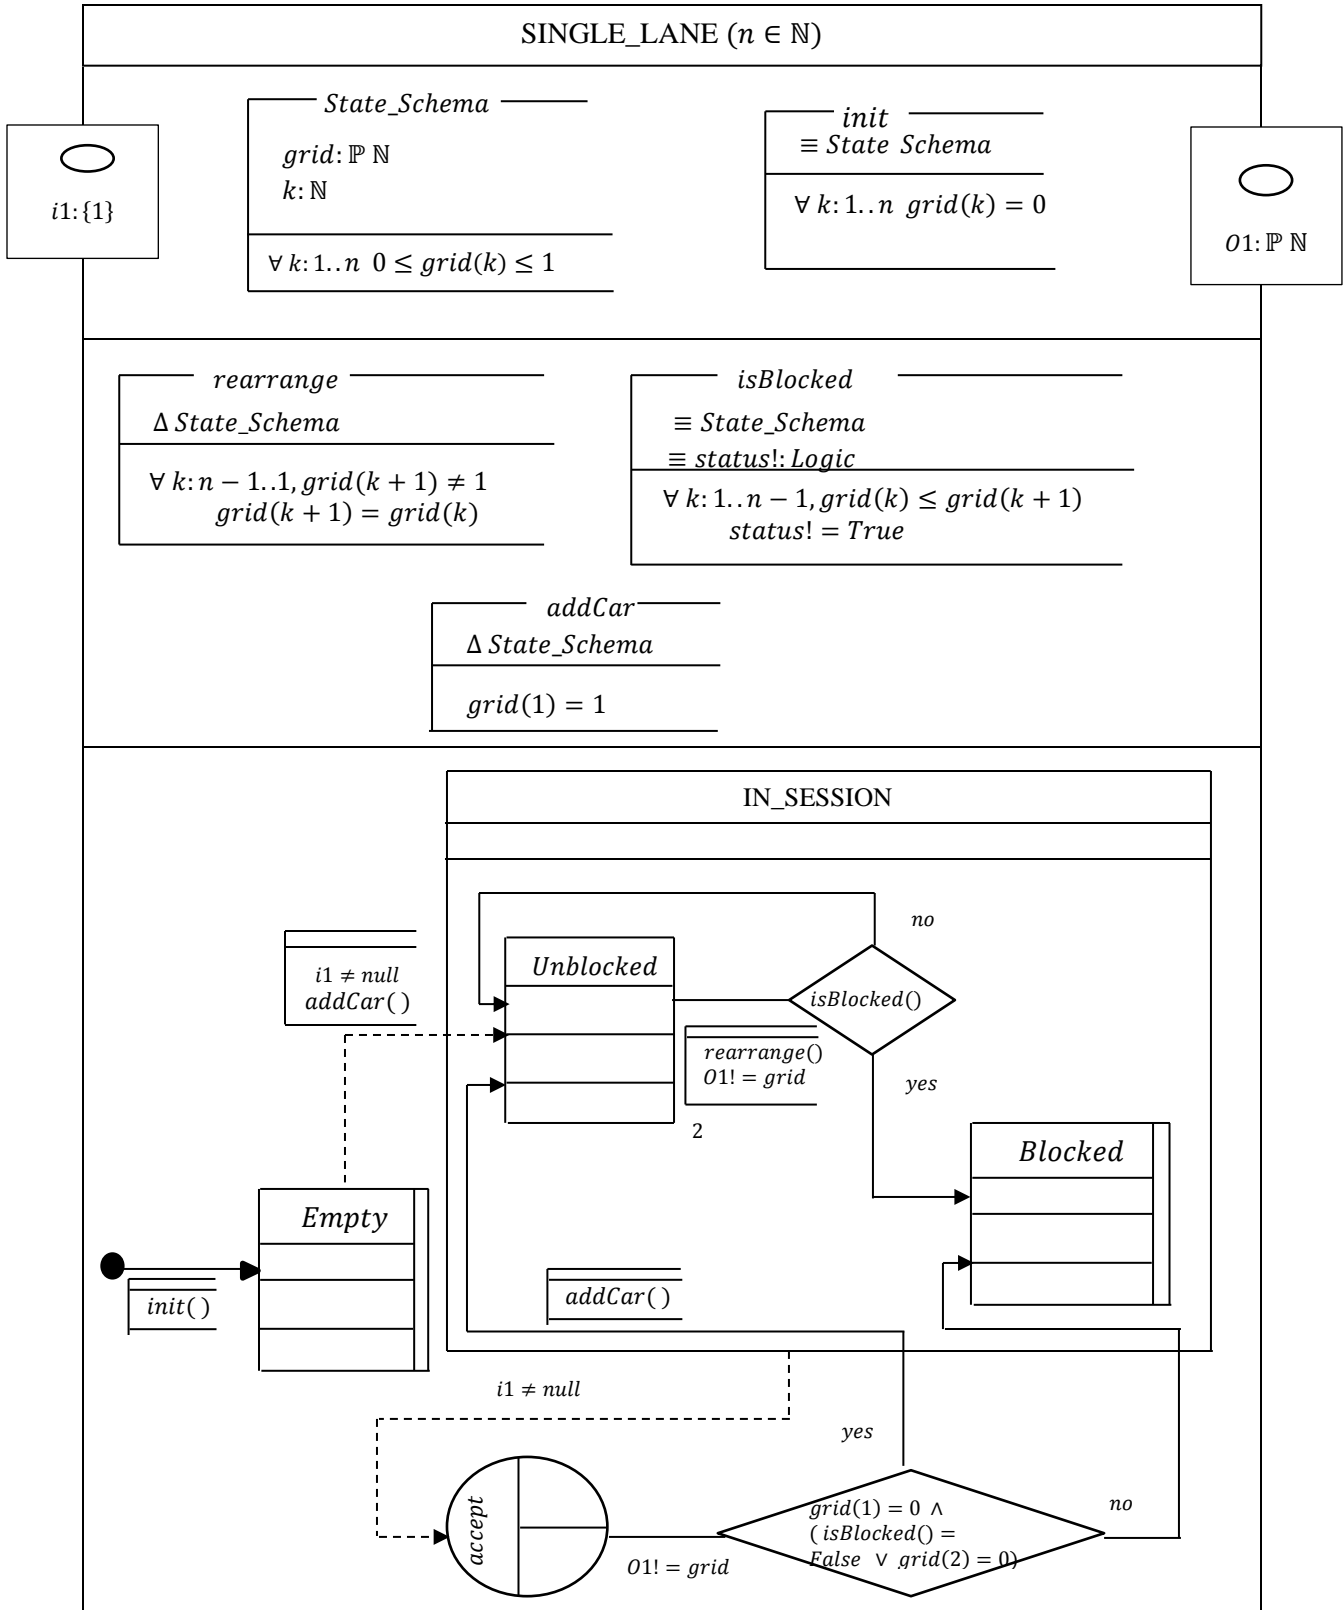 SINGLE_LANE (n ∈ ℕ)
State_Schema
grid: ℙ ℕ
k: ℕ
∀ k: 1..n 0 ≤ grid(k) ≤ 1
init
≡ State Schema
∀ k: 1..n grid(k) = 0
i1: {1}
O1: ℙ ℕ
rearrange
Δ State_Schema
∀ k: n − 1..1, grid(k + 1) ≠ 1
grid(k + 1) = grid(k)
isBlocked
≡ State_Schema
≡ status!: Logic
∀ k: 1..n − 1, grid(k) ≤ grid(k + 1)
status! = True
addCar
Δ State_Schema
grid(1) = 1
IN_SESSION
no
i1 ≠ null
addCar( )
Unblocked
isBlocked()
rearrange()
O1! = grid
yes
2
Blocked
Empty
init( )
addCar( )
i1 ≠ null
yes
accept
O1! = grid
grid(1) = 0 ∧
( isBlocked() =
False ∨ grid(2) = 0)
no